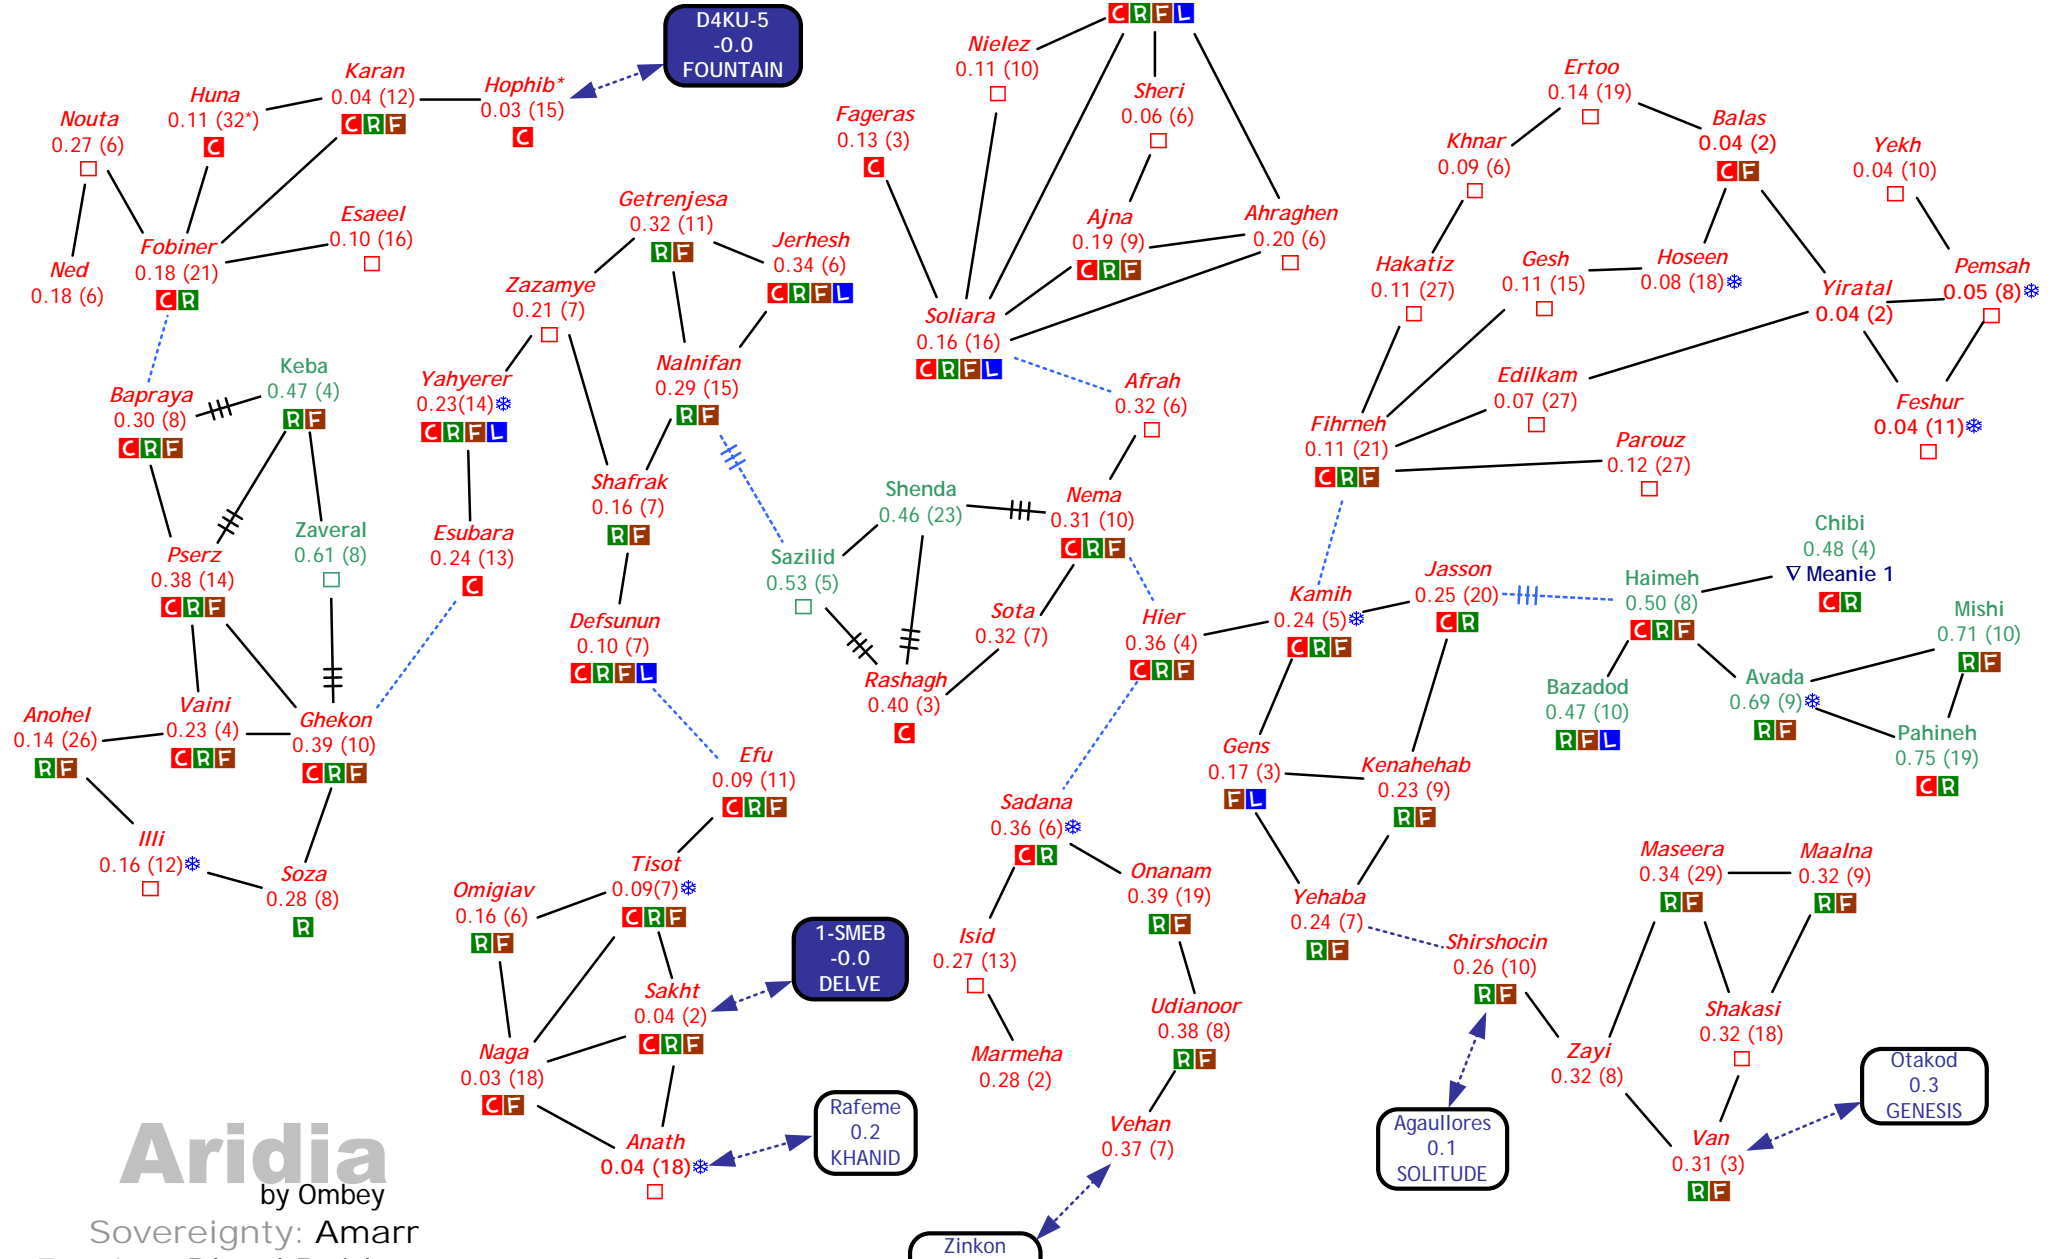 D4KU-5
-0.0
FOUNTAIN
C R F L
Nielez
0.11 (10)
Karan
0.04 (12)
C R F
Hophib*
0.03 (15)
C
Huna
0.11 (32*)
C
Nouta
0.27 (6)
Sheri
0.06 (6)
Fageras
0.13 (3)
C
Ertoo
0.14 (19)
Balas
0.04 (2)
C F
Khnar
0.09 (6)
Yekh
0.04 (10)
Getrenjesa
0.32 (11)
R F
Esaeel
0.10 (16)
Fobiner
0.18 (21)
C R
Ned
0.18 (6)
Jerhesh
0.34 (6)
C R F L
Ajna
0.19 (9)
C R F
Ahraghen
0.20 (6)
Hakatiz
0.11 (27)
Gesh
0.11 (15)
Hoseen
0.08 (18)
Yiratal
0.04 (2)
Pemsah
0.05 (8)
Zazamye
0.21 (7)
Soliara
0.16 (16)
C R F L
Keba
0.47 (4)
R F
Bapraya
0.30 (8)
C R F
Yahyerer
0.23(14)
C R F L
Nalnifan
0.29 (15)
R F
Afrah
0.32 (6)
Edilkam
0.07 (27)
Feshur
0.04 (11)
Fihrneh
0.11 (21)
C R F
Parouz
0.12 (27)
Shafrak
0.16 (7)
R F
Shenda
0.46 (23)
Nema
0.31 (10)
C R F
Zaveral
0.61 (8)
Esubara
0.24 (13)
C
Pserz
0.38 (14)
C R F
Sazilid
0.53 (5)
Chibi
0.48 (4)
∇ Meanie 1
C R
Jasson
0.25 (20)
C R
Haimeh
0.50 (8)
C R F
Kamih
0.24 (5)
C R F
Mishi
0.71 (10)
R F
Defsunun
0.10 (7)
C R F L
Sota
0.32 (7)
Hier
0.36 (4)
C R F
Rashagh
0.40 (3)
C
Bazadod
0.47 (10)
R F L
Avada
0.69 (9)
R F
Pahineh
0.75 (19)
C R
Anohel
0.14 (26)
R F
Vaini
0.23 (4)
C R F
Ghekon
0.39 (10)
C R F
Efu
0.09 (11)
C R F
Gens
0.17 (3)
F L
Kenahehab
0.23 (9)
R F
Sadana
0.36 (6)
C R
Illi
0.16 (12)
Soza
0.28 (8)
R
Omigiav
0.16 (6)
R F
Tisot
0.09(7)
C R F
Onanam
0.39 (19)
R F
Yehaba
0.24 (7)
R F
Maseera
0.34 (29)
R F
Maalna
0.32 (9)
R F
1-SMEB
-0.0
DELVE
Isid
0.27 (13)
Shirshocin
0.26 (10)
R F
Sakht
0.04 (2)
C R F
Udianoor
0.38 (8)
R F
Shakasi
0.32 (18)
Naga
0.03 (18)
C F
Marmeha
0.28 (2)
Zayi
0.32 (8)
Otakod
0.3
GENESIS
Rafeme
0.2
KHANID
Vehan
0.37 (7)
Agaullores
0.1
SOLITUDE
Anath
0.04 (18)
Van
0.31 (3)
R F
Aridia
by Ombey
Sovereignty: Amarr
Zinkon